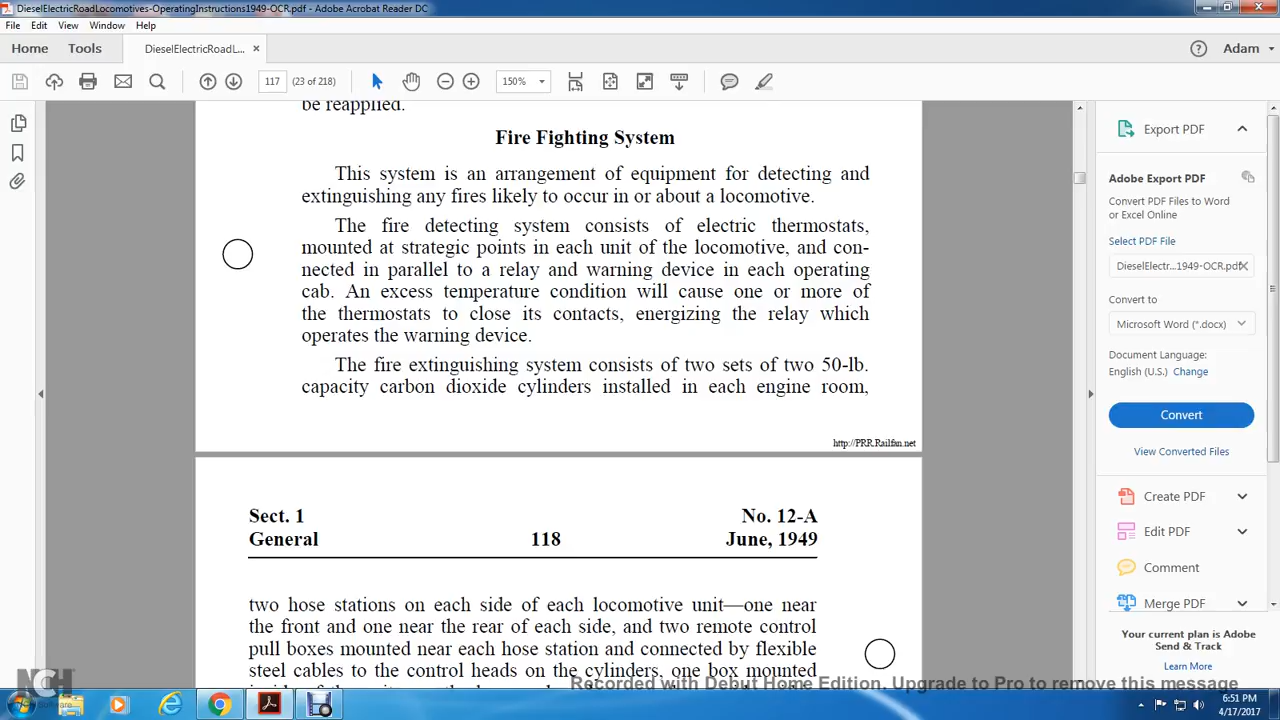 DieselElectricRoadLocomotives-OperatingInstructions1949-OCR.pdf - Adobe Acrobat Reader DC
File Edit View Window Help
Home Tools DieselElectricRoadL... × Adam
117 (23 of 218) 150%
be reapplied.
Fire Fighting System
This system is an arrangement of equipment for detecting and
extinguishing any fires likely to occur in or about a locomotive.
The fire detecting system consists of electric thermostats,
mounted at strategic points in each unit of the locomotive, and con-
nected in parallel to a relay and warning device in each operating
cab. An excess temperature condition will cause one or more of
the thermostats to close its contacts, energizing the relay which
operates the warning device.
The fire extinguishing system consists of two sets of two 50-lb.
capacity carbon dioxide cylinders installed in each engine room,
http://PRR.Railfan.net
Sect. 1 No. 12-A
General 118 June, 1949
two hose stations on each side of each locomotive unit—one near
the front and one near the rear of each side, and two remote control
pull boxes mounted near each hose station and connected by flexible
steel cables to the control heads on the cylinders, one box mounted
Export PDF
Adobe Export PDF
Convert PDF Files to Word
or Excel Online
Select PDF File
DieselElectr...1949-OCR.pdf
Convert to
Microsoft Word (*.docx)
Document Language:
English (U.S.) Change
Convert
View Converted Files
Create PDF
Edit PDF
Comment
Merge PDF
Your current plan is Adobe
Send & Track
Learn More
Recorded with Debut Home Edition. Upgrade to Pro to remove this message
NCH
Software
6:51 PM
4/17/2017